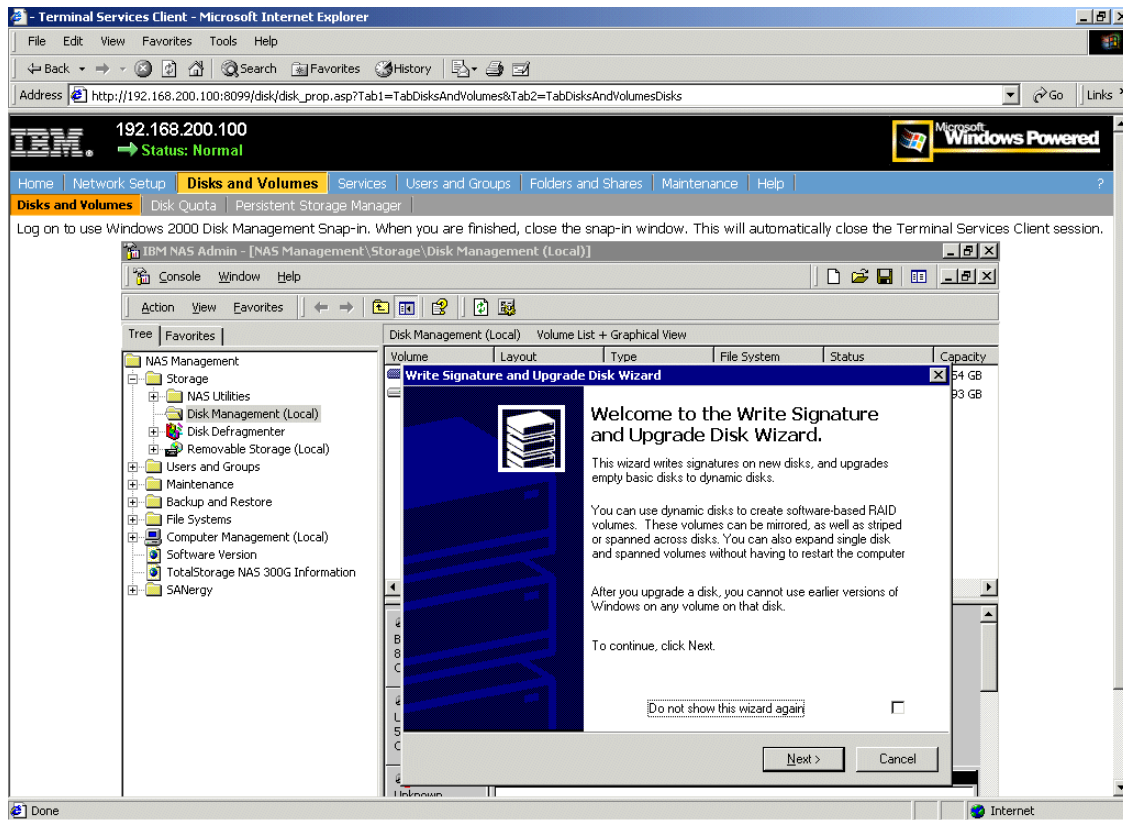 - Terminal Services Client - Microsoft Internet Explorer
File Edit View Favorites Tools Help
Back Search Favorites History
Address http://192.168.200.100:8099/disk/disk_prop.asp?Tab1=TabDisksAndVolumes&Tab2=TabDisksAndVolumesDisks Go Links
IBM. 192.168.200.100 Microsoft Windows Powered
Status: Normal
Home Network Setup Disks and Volumes Services Users and Groups Folders and Shares Maintenance Help ?
Disks and Volumes Disk Quota Persistent Storage Manager
Log on to use Windows 2000 Disk Management Snap-in. When you are finished, close the snap-in window. This will automatically close the Terminal Services Client session.
IBM NAS Admin - [NAS Management\Storage\Disk Management (Local)]
Console Window Help
Action View Favorites
Tree Favorites
Disk Management (Local) Volume List + Graphical View
Volume Layout Type File System Status Capacity
54 GB
93 GB
NAS Management
Storage
NAS Utilities
Disk Management (Local)
Disk Defragmenter
Removable Storage (Local)
Users and Groups
Maintenance
Backup and Restore
File Systems
Computer Management (Local)
Software Version
TotalStorage NAS 300G Information
SANergy
Write Signature and Upgrade Disk Wizard
Welcome to the Write Signature
and Upgrade Disk Wizard.
This wizard writes signatures on new disks, and upgrades
empty basic disks to dynamic disks.
You can use dynamic disks to create software-based RAID
volumes. These volumes can be mirrored, as well as striped
or spanned across disks. You can also expand single disk
and spanned volumes without having to restart the computer
After you upgrade a disk, you cannot use earlier versions of
Windows on any volume on that disk.
To continue, click Next.
Do not show this wizard again
Next > Cancel
Unknown
Done Internet